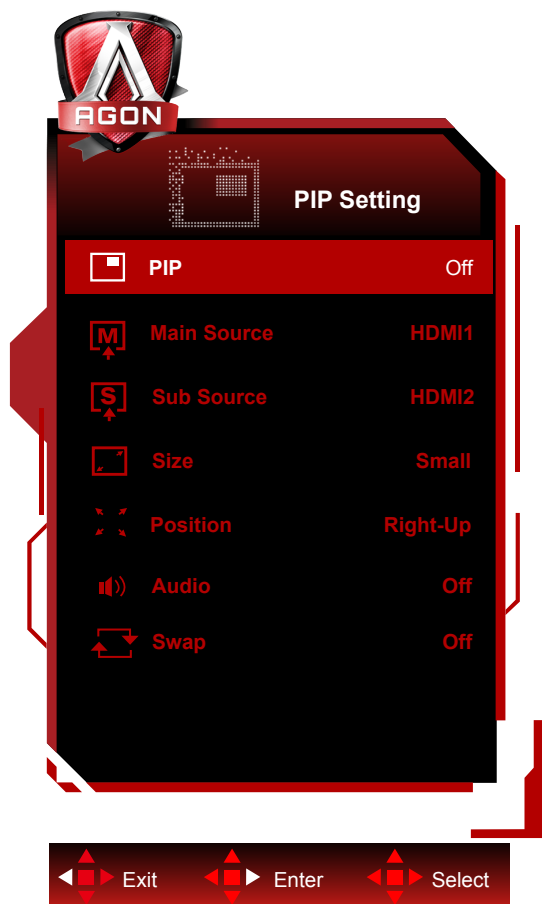 AGON
PIP Setting
PIP Off
M Main Source HDMI1
S Sub Source HDMI2
Size Small
Position Right-Up
Audio Off
Swap Off
Exit Enter Select